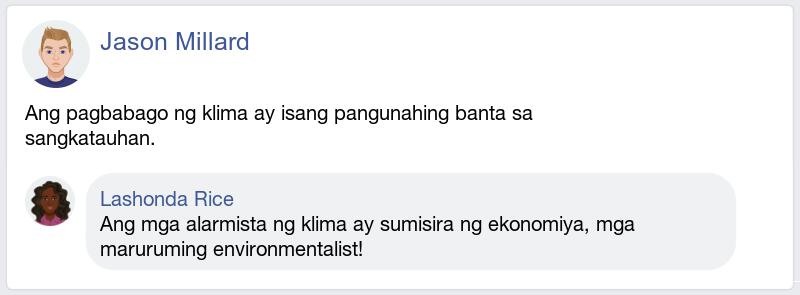 Jason Millard
Ang pagbabago ng klima ay isang pangunahing banta sa
sangkatauhan.
Lashonda Rice
Ang mga alarmista ng klima ay sumisira ng ekonomiya, mga
maruruming environmentalist!